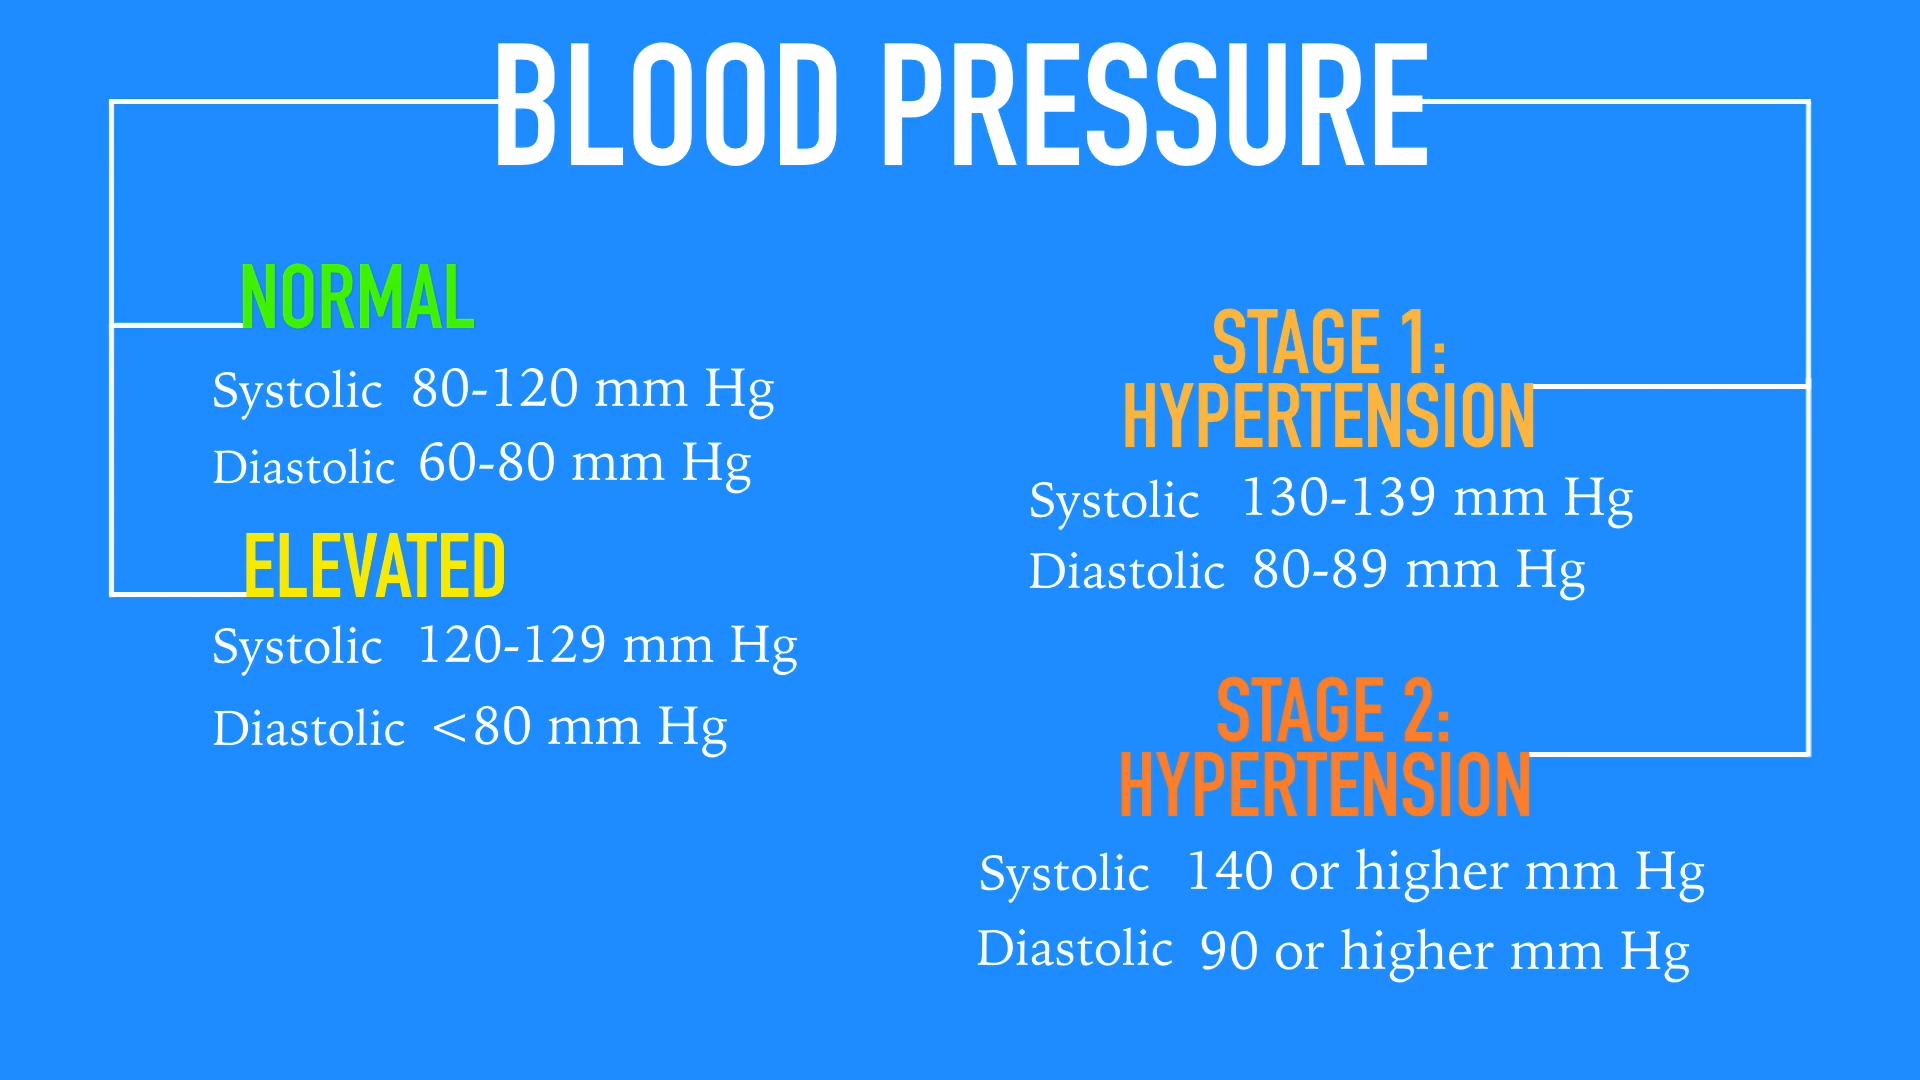 BLOOD PRESSURE
NORMAL
Systolic 80-120 mm Hg
Diastolic 60-80 mm Hg
ELEVATED
Systolic 120-129 mm Hg
Diastolic <80 mm Hg
STAGE 1:
HYPERTENSION
Systolic 130-139 mm Hg
Diastolic 80-89 mm Hg
STAGE 2:
HYPERTENSION
Systolic 140 or higher mm Hg
Diastolic 90 or higher mm Hg